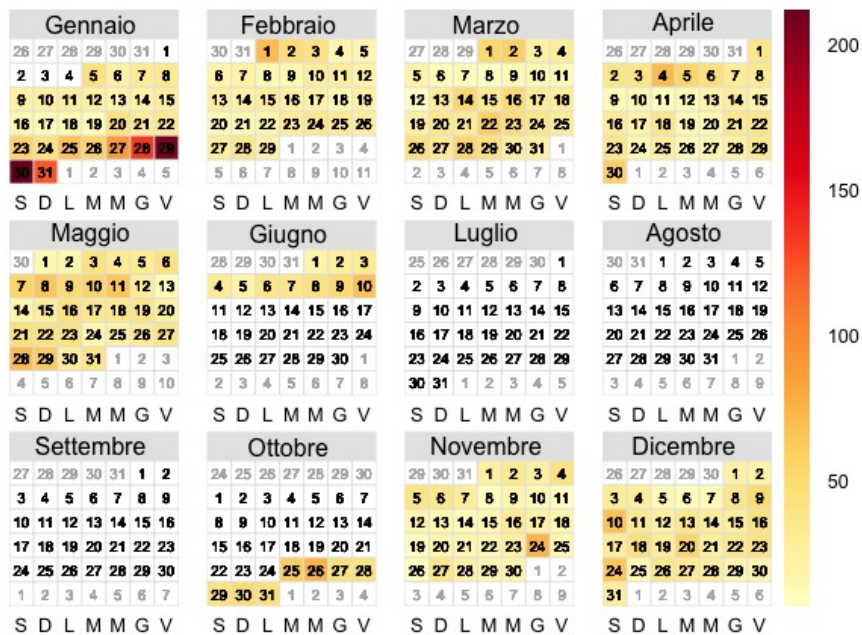 Gennaio Febbraio Marzo Aprile
26 27 28 29 30 31 1 30 31 1 2 3 4 5 27 28 29 1 2 3 4 26 27 28 29 30 31 1
2 3 4 5 6 7 8 6 7 8 9 10 11 12 5 6 7 8 9 10 11 2 3 4 5 6 7 8
9 10 11 12 13 14 15 13 14 15 16 17 18 19 12 13 14 15 16 17 18 9 10 11 12 13 14 15
16 17 18 19 20 21 22 20 21 22 23 24 25 26 19 20 21 22 23 24 25 16 17 18 19 20 21 22
23 24 25 26 27 28 29 27 28 29 1 2 3 4 26 27 28 29 30 31 1 23 24 25 26 27 28 29
30 31 1 2 3 4 5 5 6 7 8 9 10 11 2 3 4 5 6 7 8 30 1 2 3 4 5 6
S D L M M G V S D L M M G V S D L M M G V S D L M M G V
Maggio Giugno Luglio Agosto
30 1 2 3 4 5 6 28 29 30 31 1 2 3 25 26 27 28 29 30 1 30 31 1 2 3 4 5
7 8 9 10 11 12 13 4 5 6 7 8 9 10 2 3 4 5 6 7 8 6 7 8 9 10 11 12
14 15 16 17 18 19 20 11 12 13 14 15 16 17 9 10 11 12 13 14 15 13 14 15 16 17 18 19
21 22 23 24 25 26 27 18 19 20 21 22 23 24 16 17 18 19 20 21 22 20 21 22 23 24 25 26
28 29 30 31 1 2 3 25 26 27 28 29 30 1 23 24 25 26 27 28 29 27 28 29 30 31 1 2
4 5 6 7 8 9 10 2 3 4 5 6 7 8 30 31 1 2 3 4 5 3 4 5 6 7 8 9
S D L M M G V S D L M M G V S D L M M G V S D L M M G V
Settembre Ottobre Novembre Dicembre
27 28 29 30 31 1 2 24 25 26 27 28 29 30 29 30 31 1 2 3 4 26 27 28 29 30 1 2
3 4 5 6 7 8 9 1 2 3 4 5 6 7 5 6 7 8 9 10 11 3 4 5 6 7 8 9
10 11 12 13 14 15 16 8 9 10 11 12 13 14 12 13 14 15 16 17 18 10 11 12 13 14 15 16
17 18 19 20 21 22 23 15 16 17 18 19 20 21 19 20 21 22 23 24 25 17 18 19 20 21 22 23
24 25 26 27 28 29 30 22 23 24 25 26 27 28 26 27 28 29 30 1 2 24 25 26 27 28 29 30
1 2 3 4 5 6 7 29 30 31 1 2 3 4 3 4 5 6 7 8 9 31 1 2 3 4 5 6
S D L M M G V S D L M M G V S D L M M G V S D L M M G V
200
150
100
50